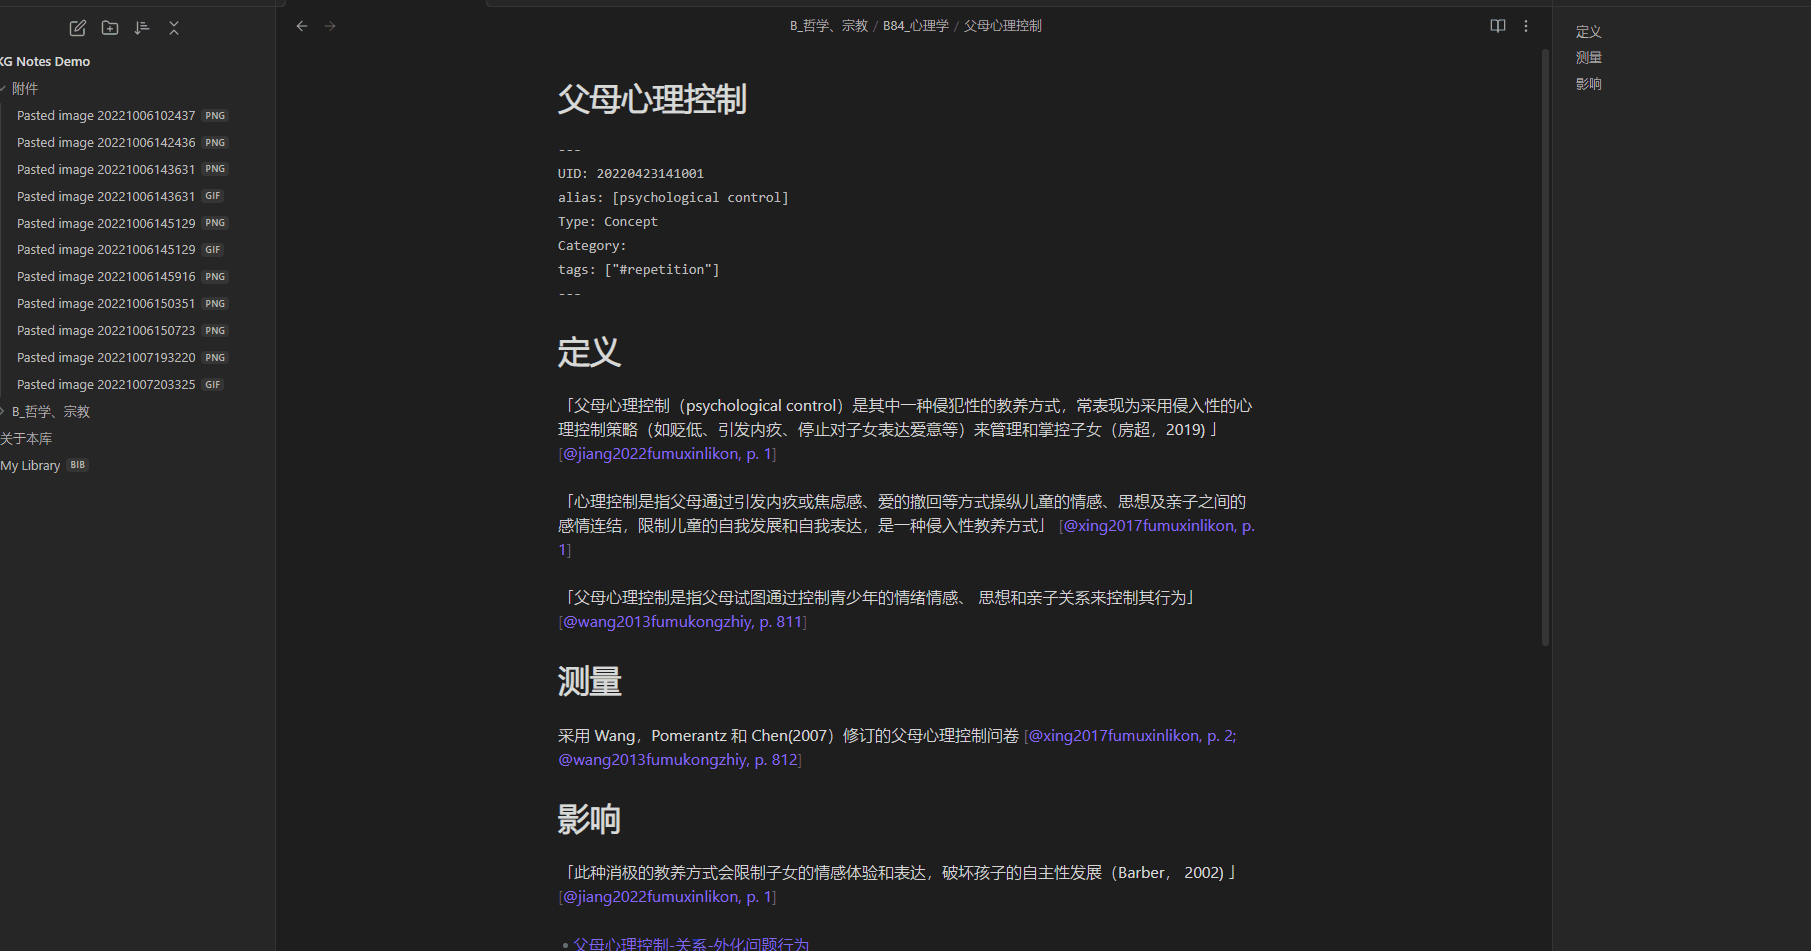 KG Notes Demo
附件
Pasted image 20221006102437 PNG
Pasted image 20221006142436 PNG
Pasted image 20221006143631 PNG
Pasted image 20221006143631 GIF
Pasted image 20221006145129 PNG
Pasted image 20221006145129 GIF
Pasted image 20221006145916 PNG
Pasted image 20221006150351 PNG
Pasted image 20221006150723 PNG
Pasted image 20221007193220 PNG
Pasted image 20221007203325 GIF
B_哲学、宗教
关于本库
My Library BIB
B_哲学、宗教 / B84_心理学 / 父母心理控制
父母心理控制
---
UID: 20220423141001
alias: [psychological control]
Type: Concept
Category:
tags: ["#repetition"]
---
定义
「父母心理控制（psychological control）是其中一种侵犯性的教养方式，常表现为采用侵入性的心
理控制策略（如贬低、引发内疚、停止对子女表达爱意等）来管理和掌控子女（房超，2019) 」
[@jiang2022fumuxinlikon, p. 1]
「心理控制是指父母通过引发内疚或焦虑感、爱的撤回等方式操纵儿童的情感、思想及亲子之间的
感情连结，限制儿童的自我发展和自我表达，是一种侵入性教养方式」 [@xing2017fumuxinlikon, p.
1]
「父母心理控制是指父母试图通过控制青少年的情绪情感、 思想和亲子关系来控制其行为」
[@wang2013fumukongzhiy, p. 811]
测量
采用 Wang，Pomerantz 和 Chen(2007）修订的父母心理控制问卷 [@xing2017fumuxinlikon, p. 2;
@wang2013fumukongzhiy, p. 812]
影响
「此种消极的教养方式会限制子女的情感体验和表达，破坏孩子的自主性发展（Barber， 2002) 」
[@jiang2022fumuxinlikon, p. 1]
• 父母心理控制-关系-外化问题行为
定义
测量
影响